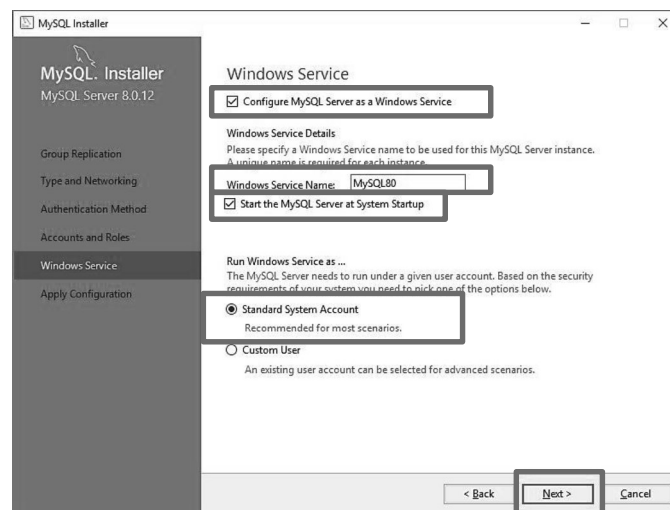 MySQL Installer
MySQL. Installer
MySQL Server 8.0.12
Group Replication
Type and Networking
Authentication Method
Accounts and Roles
Windows Service
Apply Configuration
Windows Service
Configure MySQL Server as a Windows Service
Windows Service Details
Please specify a Windows Service name to be used for this MySQL Server instance.
A unique name is required for each instance.
Windows Service Name: MySQL80
Start the MySQL Server at System Startup
Run Windows Service as ...
The MySQL Server needs to run under a given user account. Based on the security
requirements of your system you need to pick one of the options below.
Standard System Account
Recommended for most scenarios.
Custom User
An existing user account can be selected for advanced scenarios.
< Back Next > Cancel